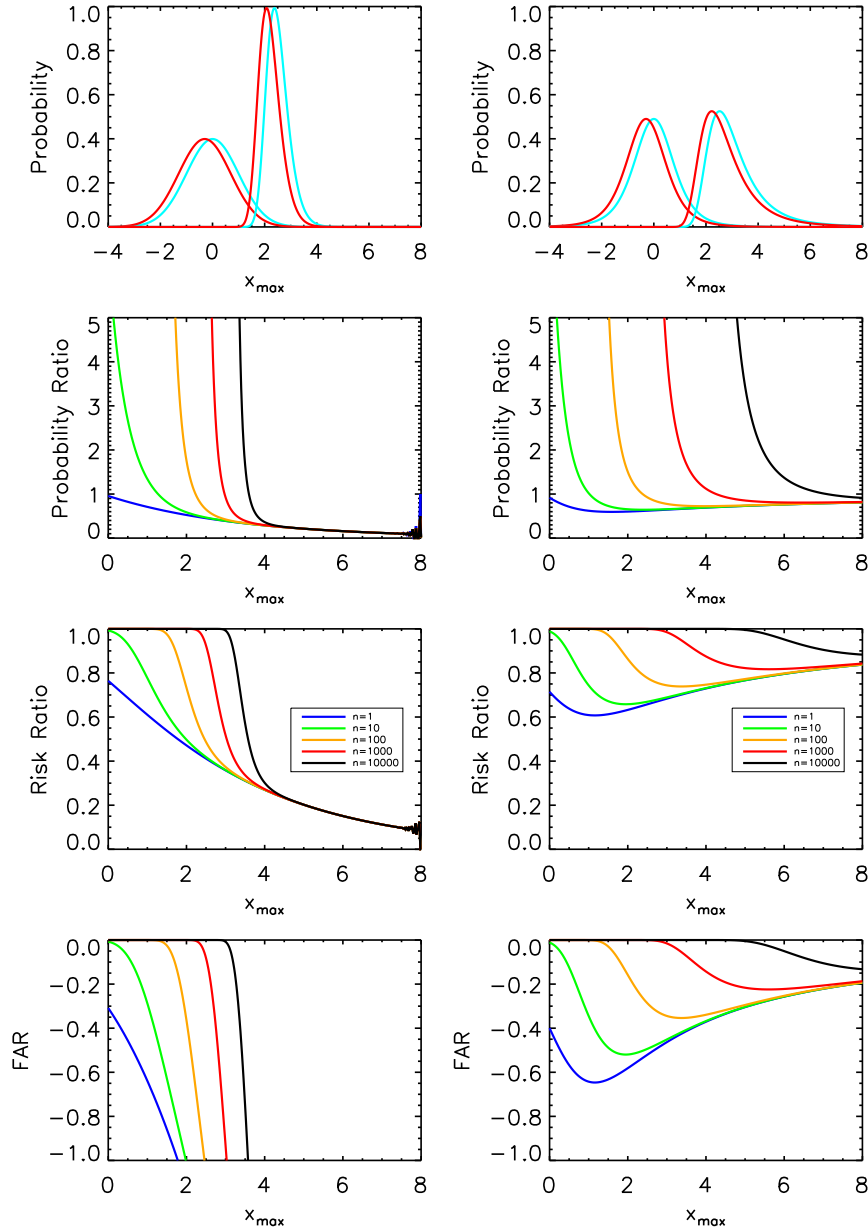 1.0
0.8
0.6
0.4
0.2
0.0
Probability
−4 −2 0 2 4 6 8
x_max
1.0
0.8
0.6
0.4
0.2
0.0
Probability
−4 −2 0 2 4 6 8
x_max
5
4
3
2
1
0
Probability Ratio
0 2 4 6 8
x_max
5
4
3
2
1
0
Probability Ratio
0 2 4 6 8
x_max
1.0
0.8
0.6
0.4
0.2
0.0
Risk Ratio
n=1
n=10
n=100
n=1000
n=10000
0 2 4 6 8
x_max
1.0
0.8
0.6
0.4
0.2
0.0
Risk Ratio
n=1
n=10
n=100
n=1000
n=10000
0 2 4 6 8
x_max
0.0
−0.2
−0.4
−0.6
−0.8
−1.0
FAR
0 2 4 6 8
x_max
0.0
−0.2
−0.4
−0.6
−0.8
−1.0
FAR
0 2 4 6 8
x_max